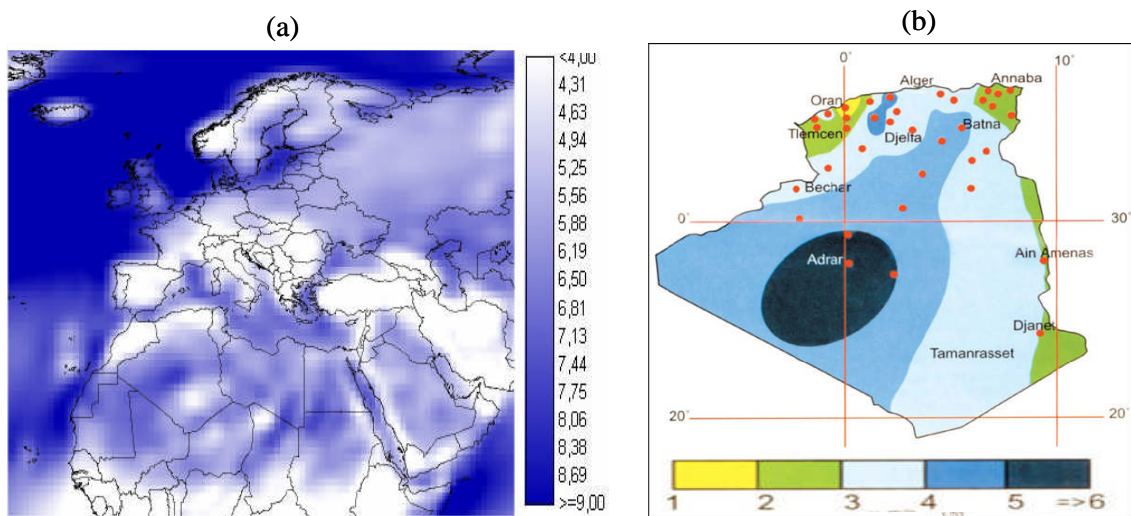 (a)
(b)
<4,00
4,31
4,63
4,94
5,25
5,56
5,88
6,19
6,50
6,81
7,13
7,44
7,75
8,06
8,38
8,69
>=9,00
0°
10°
Alger
Annaba
Oran
Tlemcen
Djelfa
Batna
Bechar
0°
30°
Adrar
Ain Amenas
Djanet
Tamanrasset
20°
20°
1 2 3 4 5 =>6